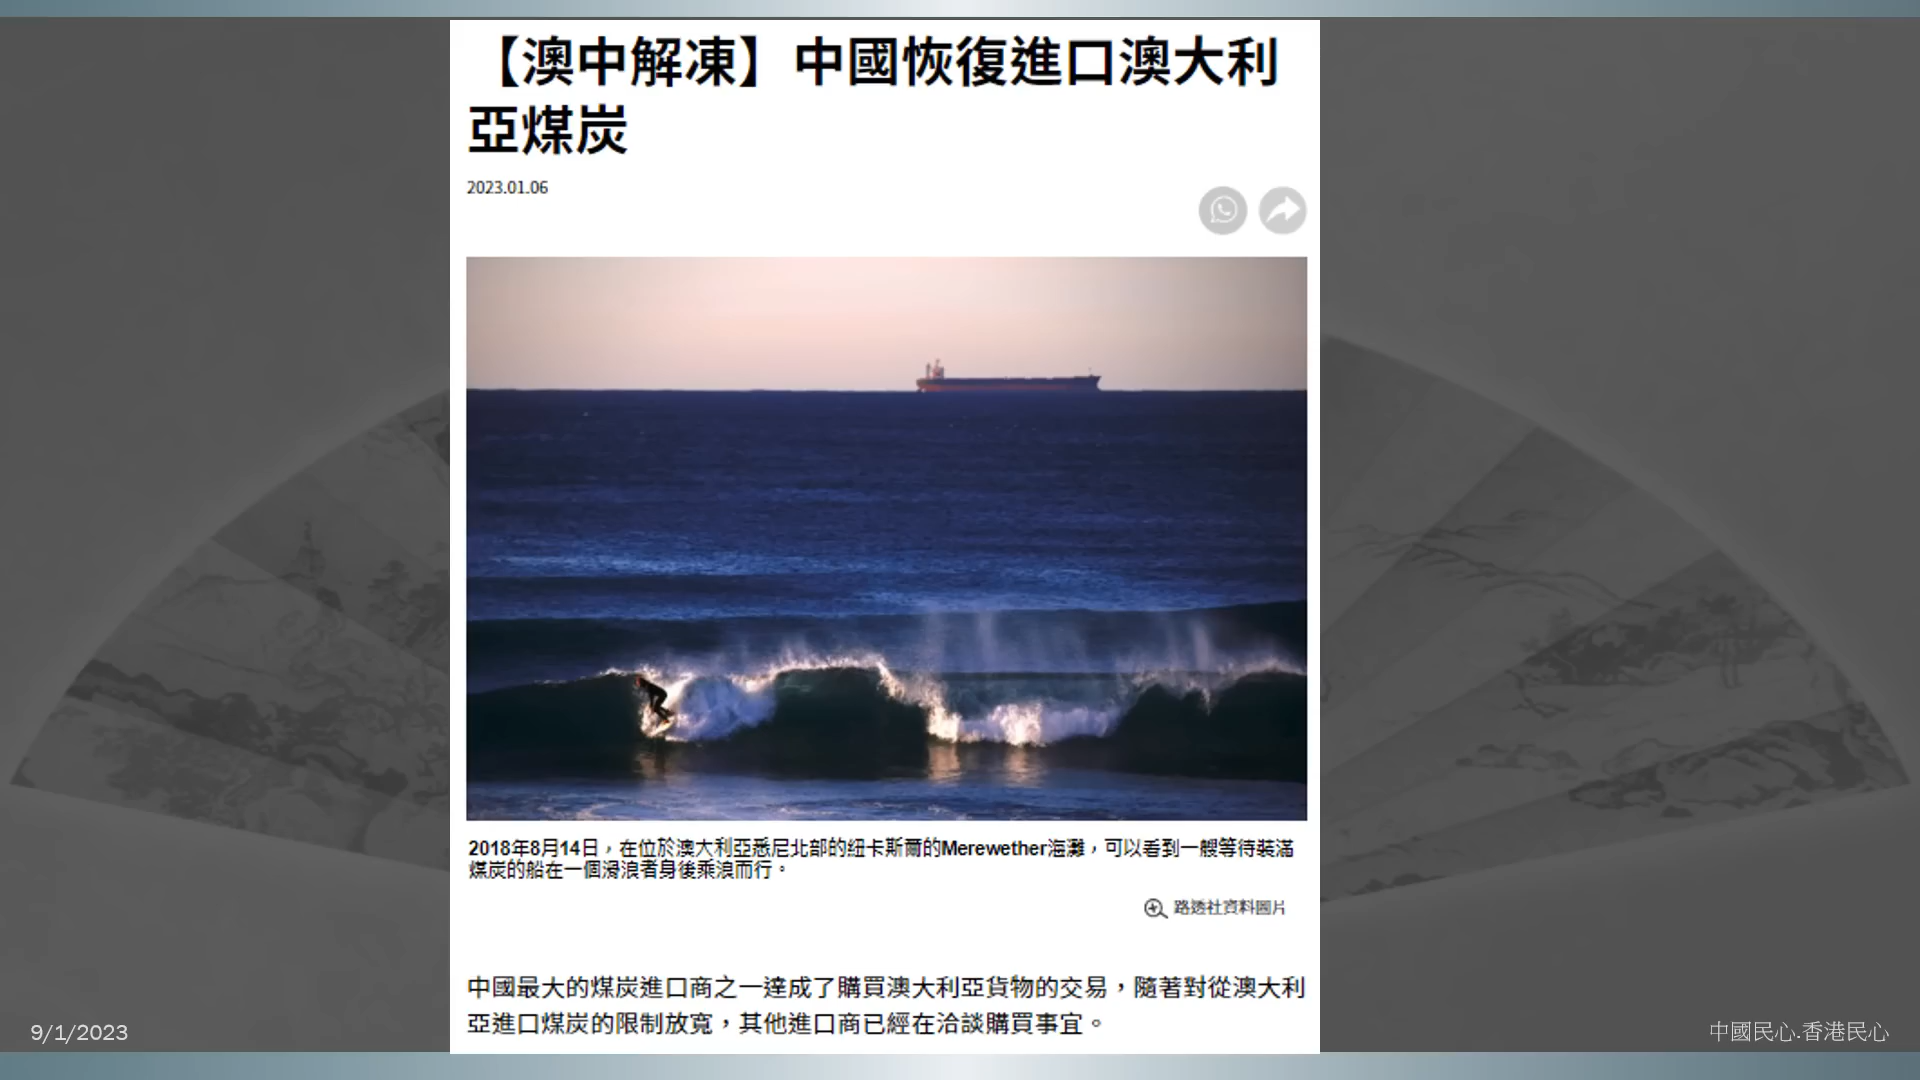 【澳中解凍】中國恢復進口澳大利
亞煤炭
2023.01.06
2018年8月14日，在位於澳大利亞悉尼北部的紐卡斯爾的Merewether海灘，可以看到一艘等待裝滿
煤炭的船在一個滑浪者身後乘浪而行。
路透社資料圖片
中國最大的煤炭進口商之一達成了購買澳大利亞貨物的交易，隨著對從澳大利
亞進口煤炭的限制放寬，其他進口商已經在洽談購買事宜。
9/1/2023
中國民心.香港民心